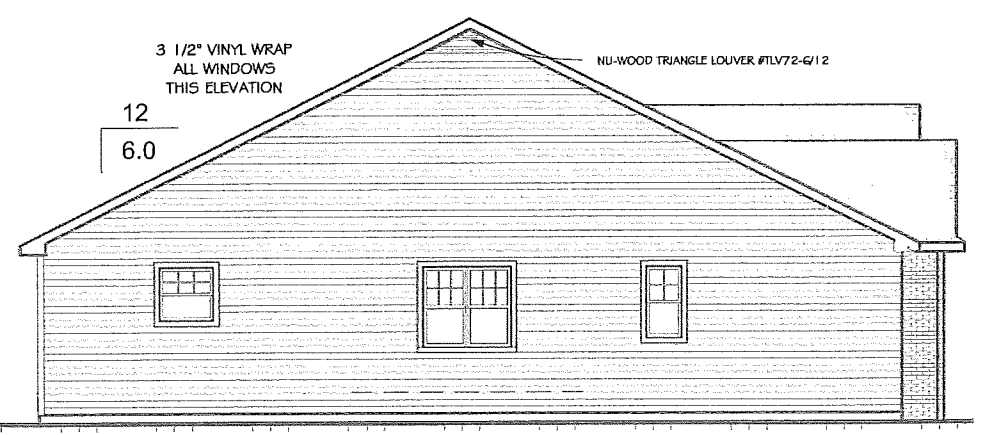 3 1/2" VINYL WRAP
ALL WINDOWS
THIS ELEVATION
NU-WOOD TRIANGLE LOUVER #TLV72-6/12
12
6.0